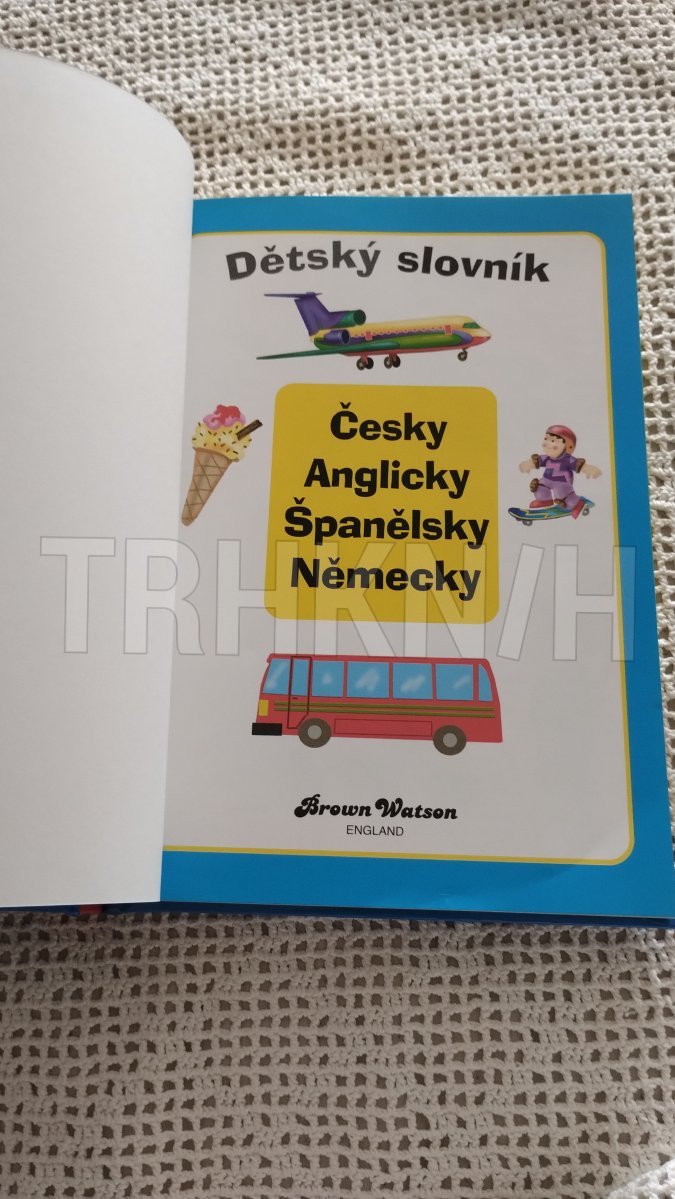 Dětský slovník
Česky
Anglicky
Španělsky
Německy
TRHKNIH
Brown Watson
ENGLAND